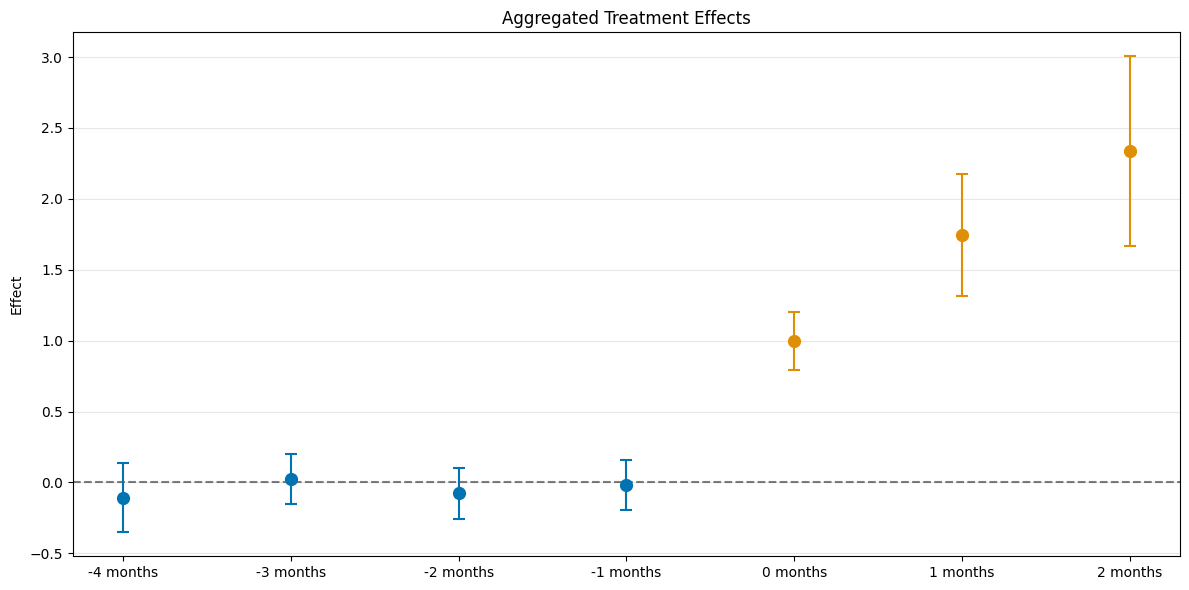 Aggregated Treatment Effects
Effect
3.0
2.5
2.0
1.5
1.0
0.5
0.0
−0.5
-4 months
-3 months
-2 months
-1 months
0 months
1 months
2 months